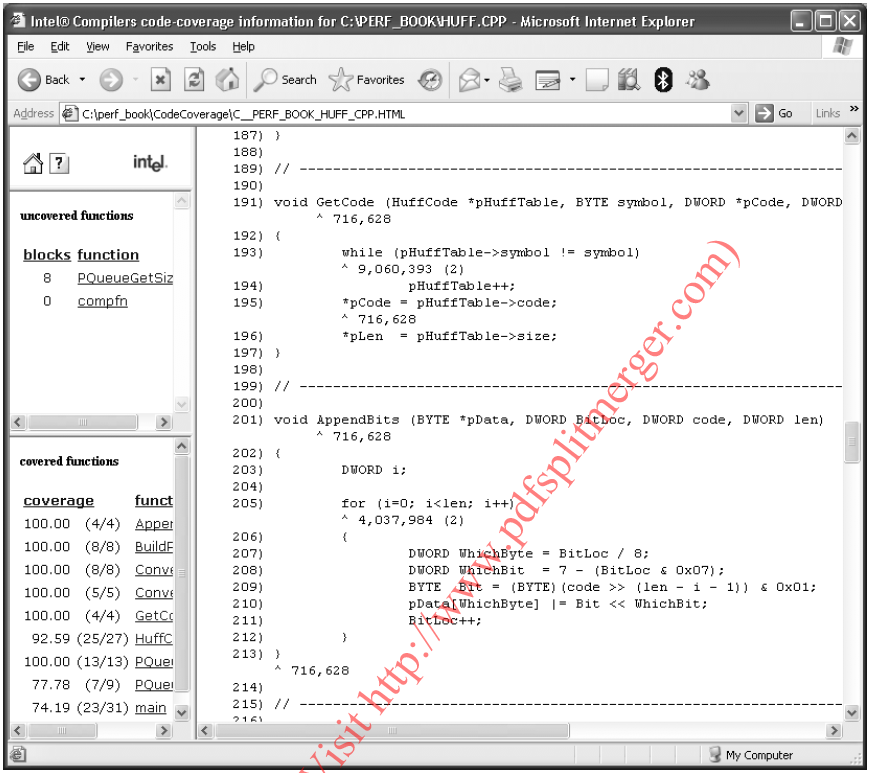 Intel® Compilers code-coverage information for C:\PERF_BOOK\HUFF.CPP - Microsoft Internet Explorer
File Edit View Favorites Tools Help
Back Search Favorites
Address C:\perf_book\CodeCoverage\C__PERF_BOOK_HUFF_CPP.HTML Go Links »
intel.
uncovered functions
blocks function
8 PQueueGetSiz
0 compfn
covered functions
coverage funct
100.00 (4/4) Apper
100.00 (8/8) BuildF
100.00 (8/8) Conve
100.00 (5/5) Conve
100.00 (4/4) GetCo
92.59 (25/27) HuffC
100.00 (13/13) PQuei
77.78 (7/9) PQuei
74.19 (23/31) main
187) }
188)
189) // -----------------------------------------------------------------
190)
191) void GetCode (HuffCode *pHuffTable, BYTE symbol, DWORD *pCode, DWORD
^ 716,628
192) {
193) while (pHuffTable->symbol != symbol)
^ 9,060,393 (2)
194) pHuffTable++;
195) *pCode = pHuffTable->code;
^ 716,628
196) *pLen = pHuffTable->size;
197) }
198)
199) // -----------------------------------------------------------------
200)
201) void AppendBits (BYTE *pData, DWORD BitLoc, DWORD code, DWORD len)
^ 716,628
202) {
203) DWORD i;
204)
205) for (i=0; i<len; i++)
^ 4,037,984 (2)
206) {
207) DWORD WhichByte = BitLoc / 8;
208) DWORD WhichBit = 7 - (BitLoc & 0x07);
209) BYTE Bit = (BYTE)(code >> (len - i - 1)) & 0x01;
210) pData[WhichByte] |= Bit << WhichBit;
211) BitLoc++;
212) }
213) }
^ 716,628
214)
215) // -----------------------------------------------------------------
216)
My Computer
Visit http://www.pdfsplitmerger.com)